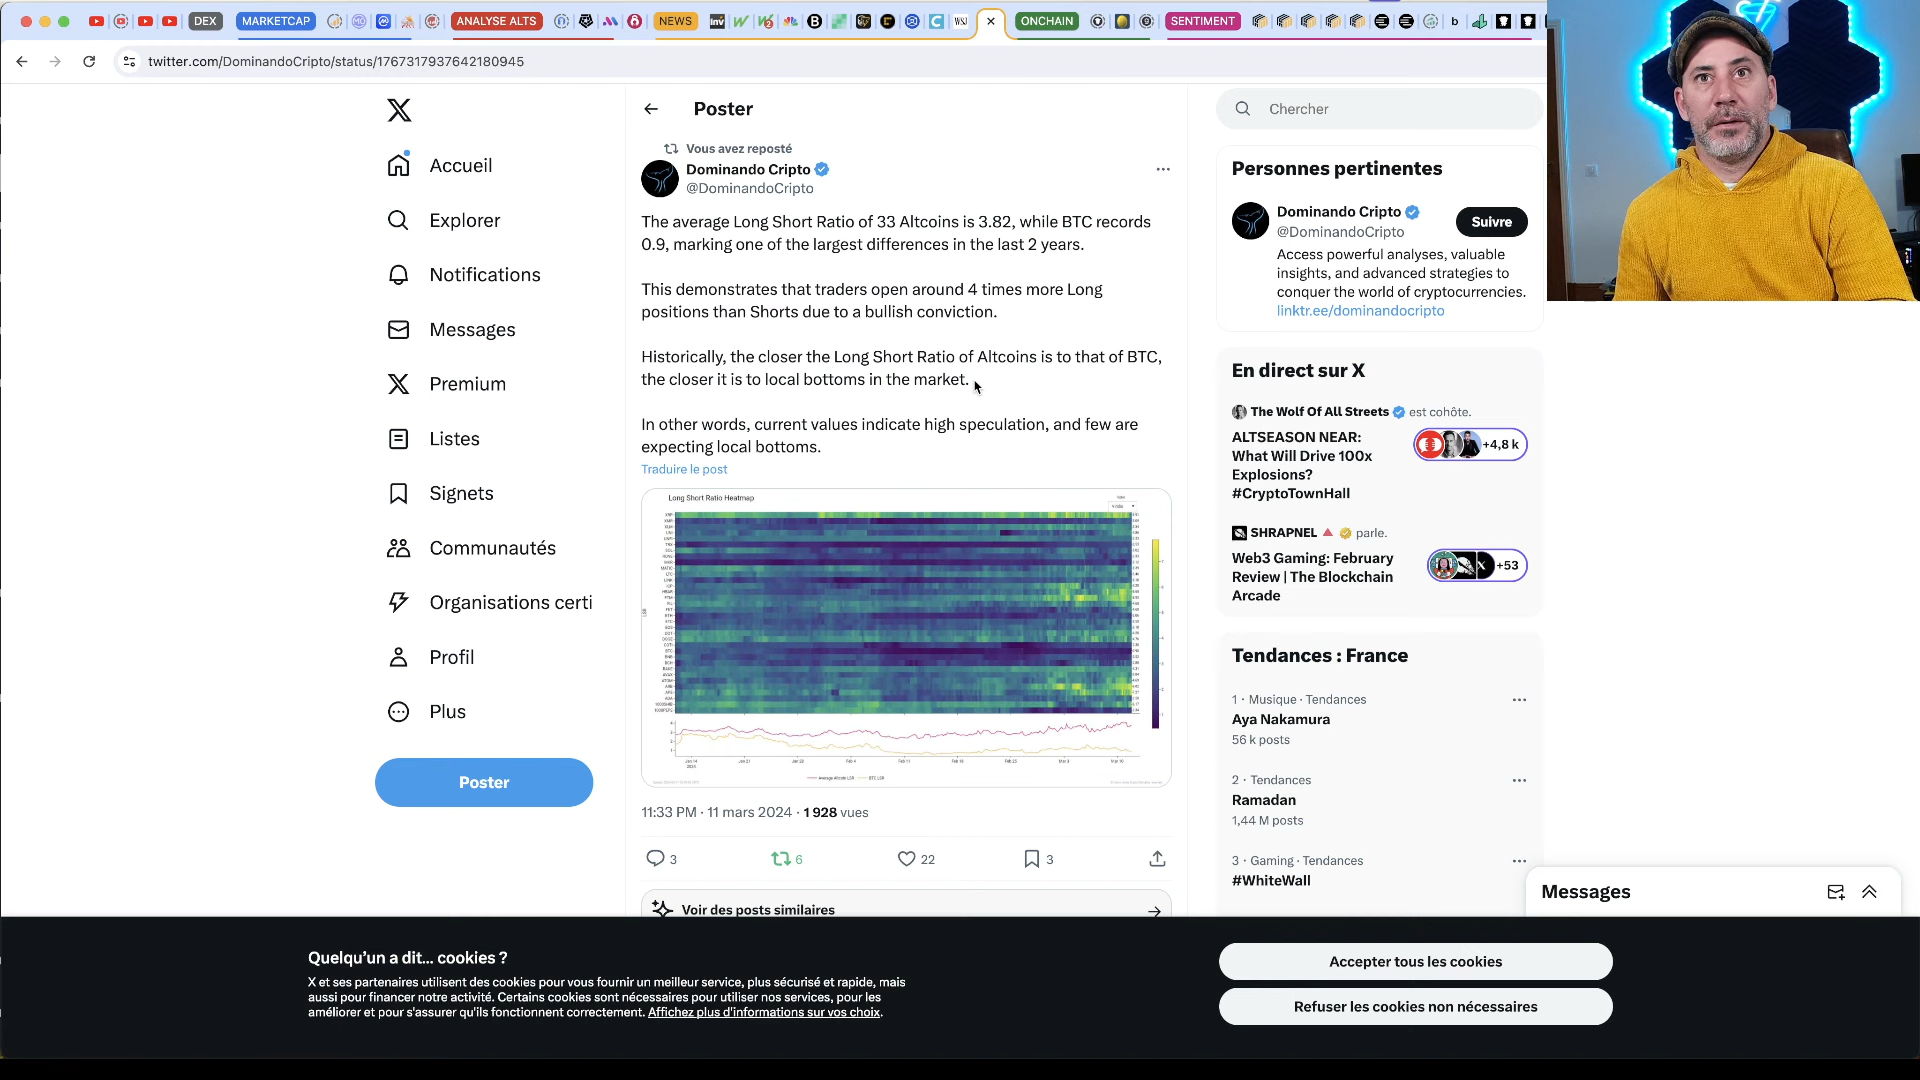 DEX
MARKETCAP
ANALYSE ALTS
NEWS
ONCHAIN
SENTIMENT
twitter.com/DominandoCripto/status/1767317937642180945
Accueil
Explorer
Notifications
Messages
Premium
Listes
Signets
Communautés
Organisations certi
Profil
Plus
Poster
Poster
Vous avez reposté
Dominando Cripto
@DominandoCripto
The average Long Short Ratio of 33 Altcoins is 3.82, while BTC records
0.9, marking one of the largest differences in the last 2 years.
This demonstrates that traders open around 4 times more Long
positions than Shorts due to a bullish conviction.
Historically, the closer the Long Short Ratio of Altcoins is to that of BTC,
the closer it is to local bottoms in the market.
In other words, current values indicate high speculation, and few are
expecting local bottoms.
Traduire le post
Long Short Ratio Heatmap
11:33 PM · 11 mars 2024 · 1 928 vues
3
6
22
3
Voir des posts similaires
Chercher
Personnes pertinentes
Dominando Cripto
@DominandoCripto
Suivre
Access powerful analyses, valuable
insights, and advanced strategies to
conquer the world of cryptocurrencies.
linktr.ee/dominandocripto
En direct sur X
The Wolf Of All Streets est cohôte.
ALTSEASON NEAR:
What Will Drive 100x
Explosions?
#CryptoTownHall
+4,8 k
SHRAPNEL parle.
Web3 Gaming: February
Review | The Blockchain
Arcade
+53
Tendances : France
1 · Musique · Tendances
Aya Nakamura
56 k posts
2 · Tendances
Ramadan
1,44 M posts
3 · Gaming · Tendances
#WhiteWall
Messages
Quelqu'un a dit… cookies ?
X et ses partenaires utilisent des cookies pour vous fournir un meilleur service, plus sécurisé et rapide, mais
aussi pour financer notre activité. Certains cookies sont nécessaires pour utiliser nos services, pour les
améliorer et pour s'assurer qu'ils fonctionnent correctement. Affichez plus d'informations sur vos choix.
Accepter tous les cookies
Refuser les cookies non nécessaires